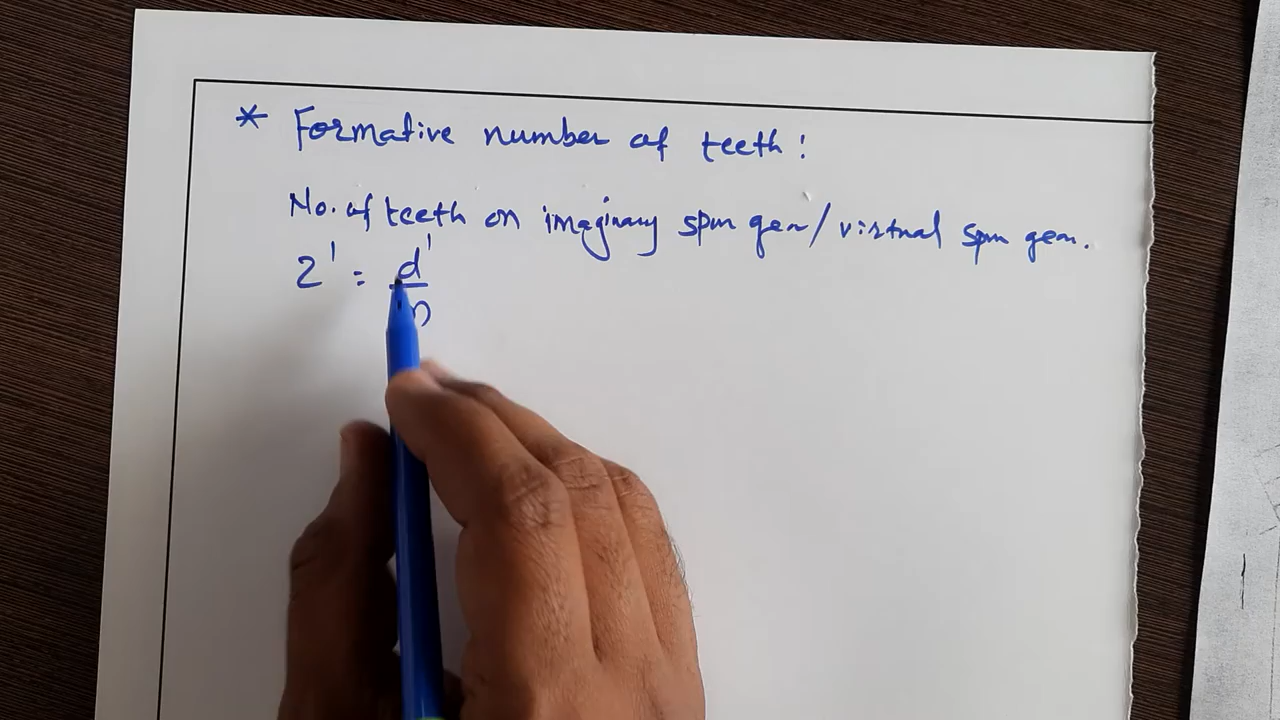 * Formative number of teeth :
No. of teeth on imaginary spur gear / virtual spur gear.
z' = d' /